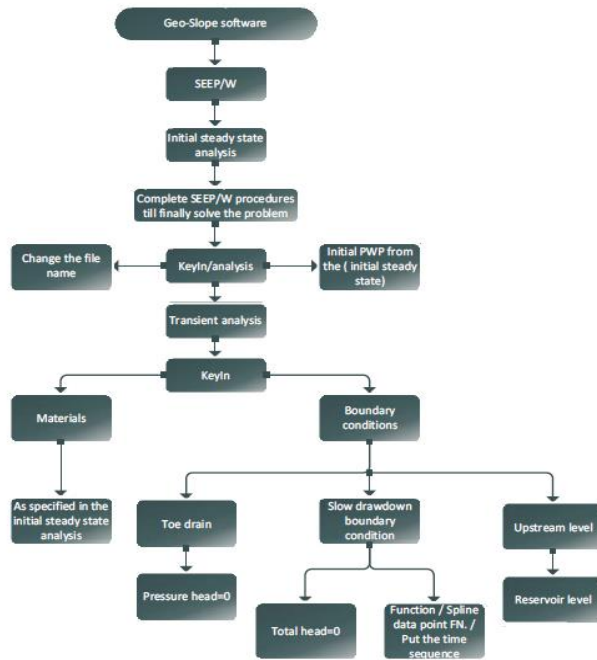 Geo-Slope software
SEEP/W
Initial steady state
analysis
Complete SEEP/W procedures
till finally solve the problem
Change the file
name
KeyIn/analysis
Initial PWP from
the ( initial steady
state)
Transient analysis
KeyIn
Materials
Boundary
conditions
As specified in the
initial steady state
analysis
Toe drain
Slow drawdown
boundary
condition
Upstream level
Pressure head=0
Total head=0
Function / Spline
data point FN. /
Put the time
sequence
Reservoir level